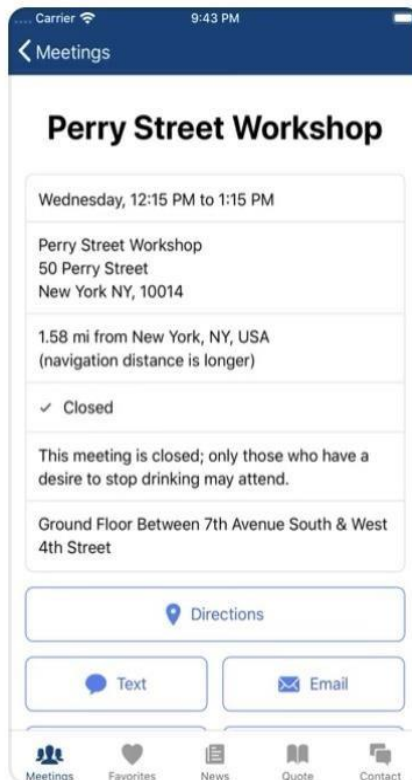 .... Carrier 9:43 PM
Meetings
Perry Street Workshop
Wednesday, 12:15 PM to 1:15 PM
Perry Street Workshop
50 Perry Street
New York NY, 10014
1.58 mi from New York, NY, USA
(navigation distance is longer)
✓ Closed
This meeting is closed; only those who have a
desire to stop drinking may attend.
Ground Floor Between 7th Avenue South & West
4th Street
Directions
Text Email
Meetings Favorites News Quote Contact